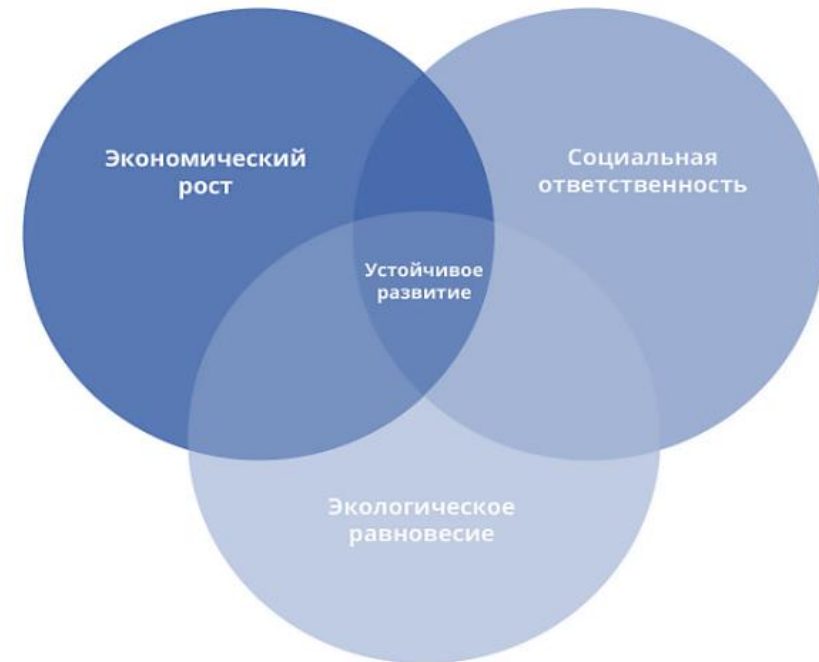 Экономический
рост
Социальная
ответственность
Устойчивое
развитие
Экологическое
равновесие